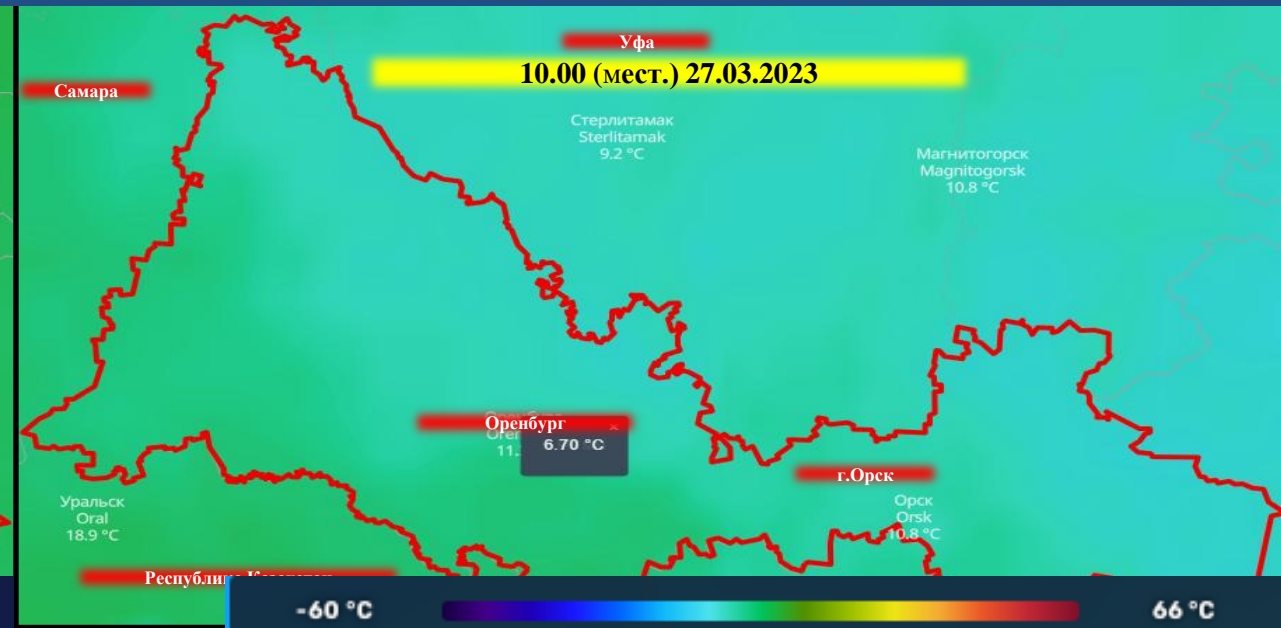 Уфа
10.00 (мест.) 27.03.2023
Самара
Стерлитамак
Sterlitamak
9.2 °C
Магнитогорск
Magnitogorsk
10.8 °C
Оренбург
11.
6.70 °C
г.Орск
Уральск
Oral
18.9 °C
Орск
Orsk
10.8 °C
-60 °C
66 °C